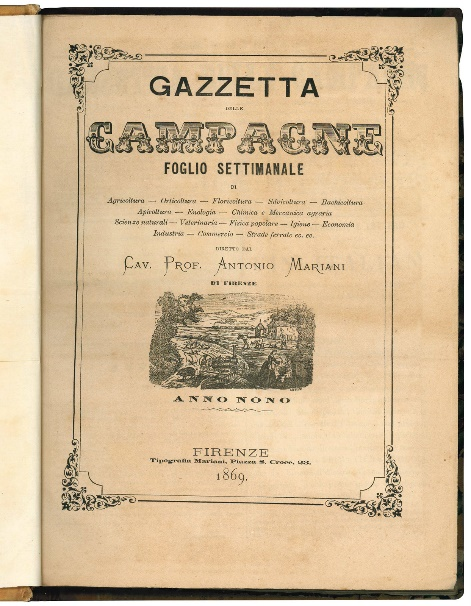 GAZZETTA
DELLE
CAMPAGNE
FOGLIO SETTIMANALE
DI
Agricoltura — Orticoltura — Floricoltura — Silvicoltura — Bachicoltura
Apicoltura — Enologia — Chimica e Meccanica agraria
Scienze naturali — Veterinaria — Fisica popolare — Igiene — Economia
Industria — Commercio — Strade ferrate ec. ec.
DIRETTO DAL
CAV. PROF. ANTONIO MARIANI
DI FIRENZE
ANNO NONO
FIRENZE
Tipografia Mariani, Piazza S. Croce,
1869.